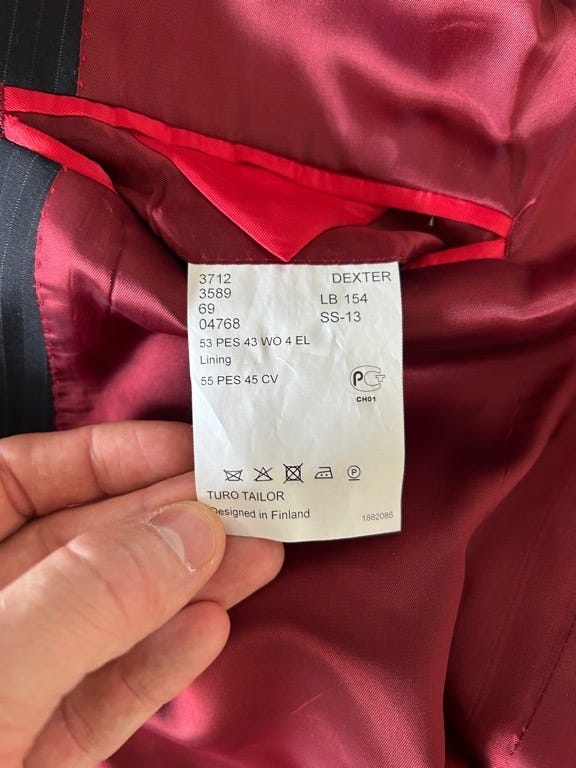 3712 DEXTER
3589 LB 154
69 SS-13
04768
53 PES 43 WO 4 EL
Lining
55 PES 45 CV
РСТ
CH01
P
TURO TAILOR
Designed in Finland
1882085